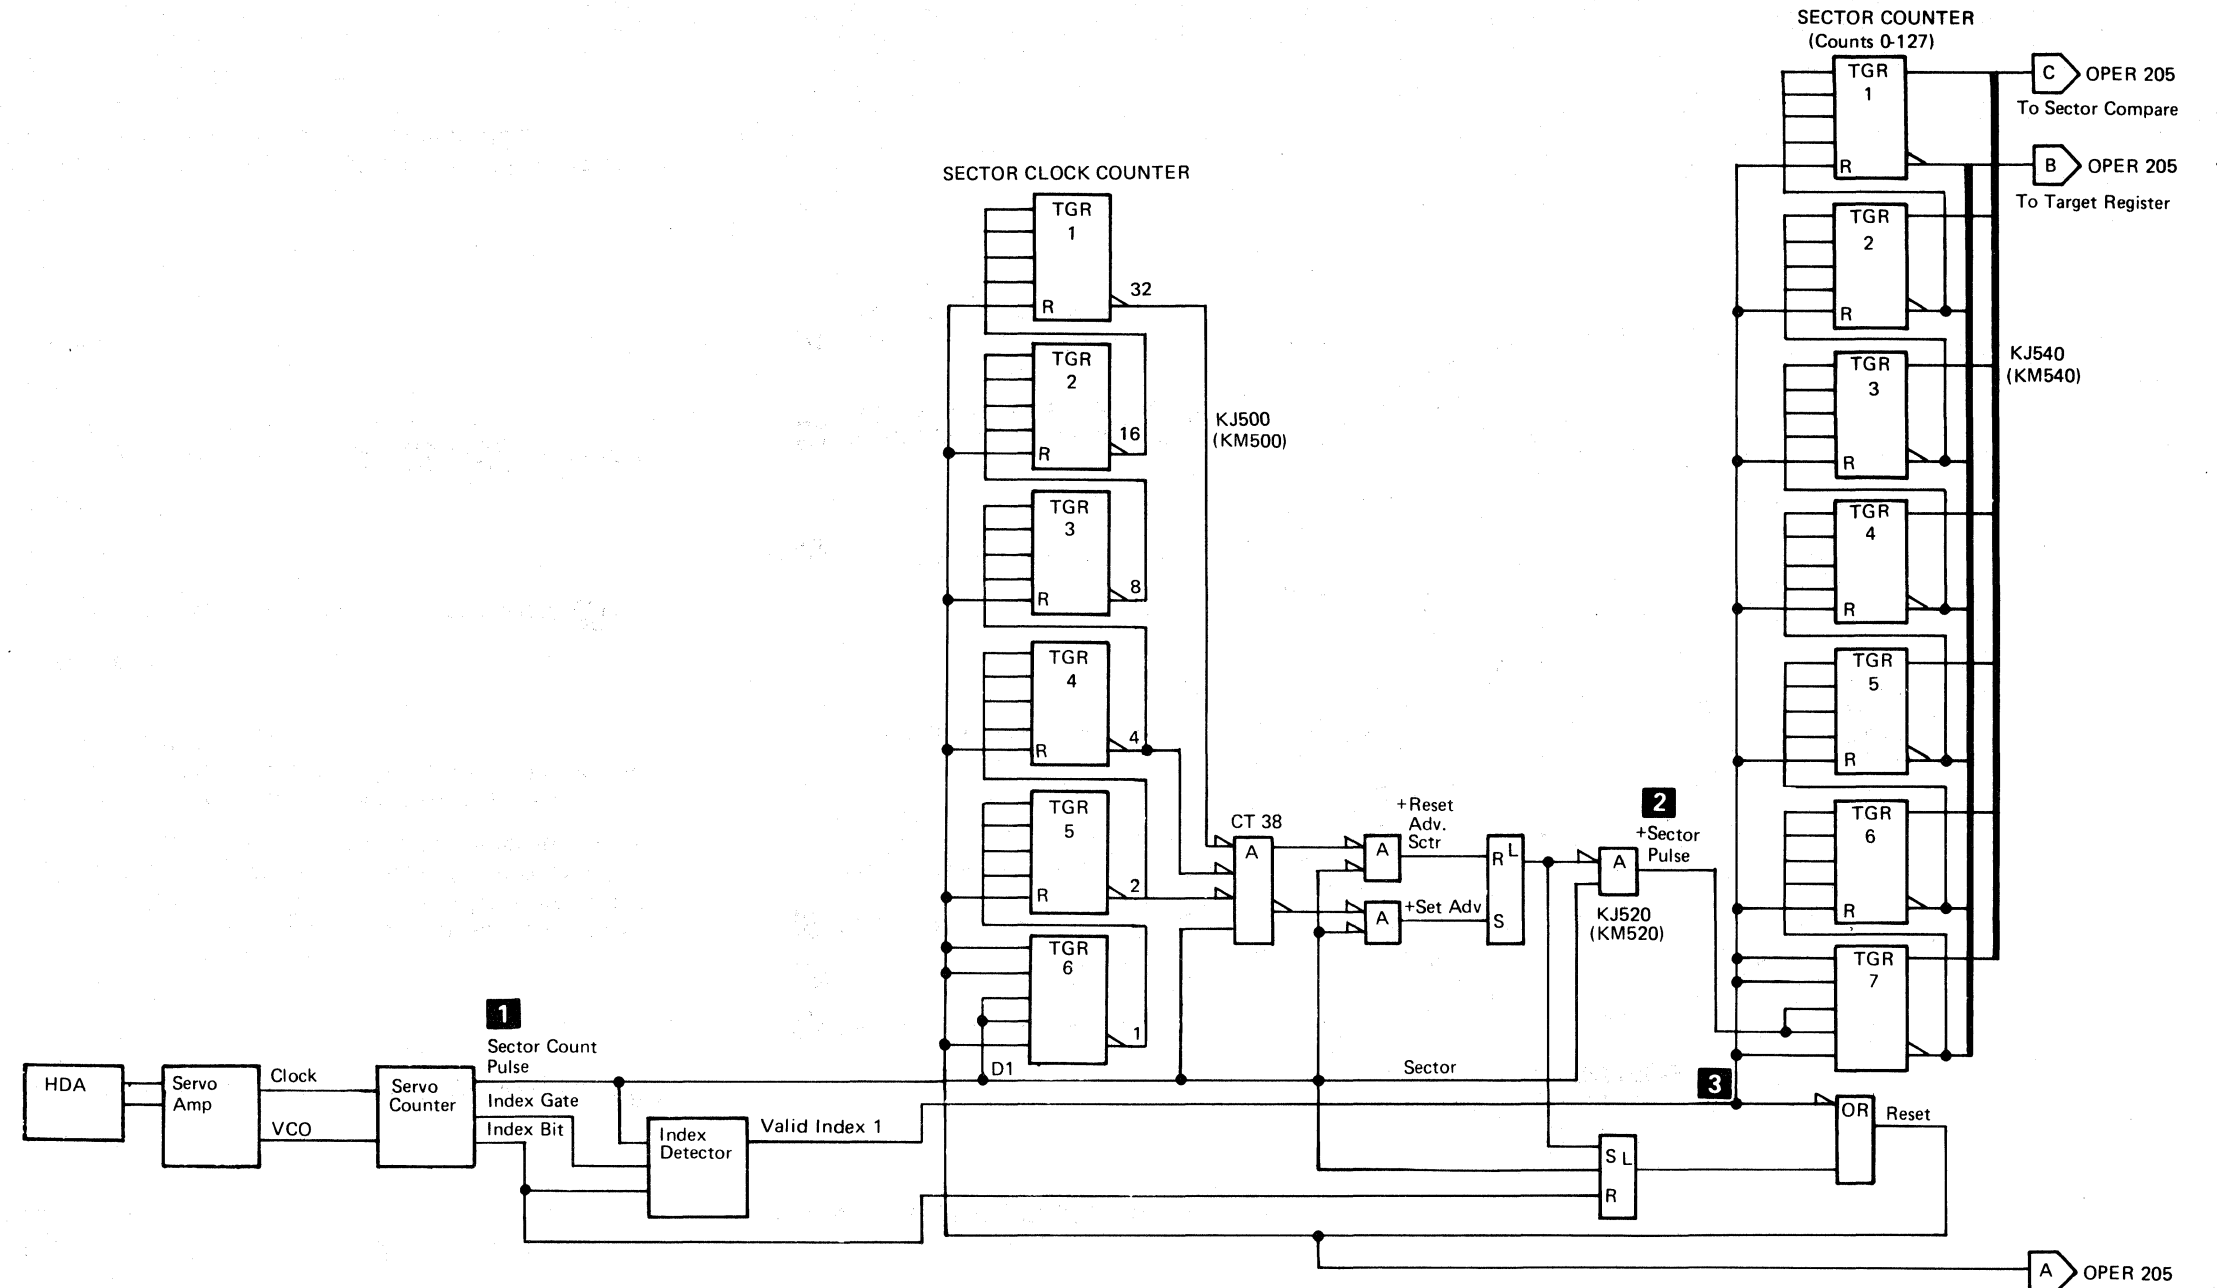 SECTOR COUNTER
(Counts 0-127)
TGR
1
R
C
OPER 205
To Sector Compare
B
OPER 205
To Target Register
TGR
2
R
TGR
3
R
KJ540
(KM540)
TGR
4
R
TGR
5
R
TGR
6
R
TGR
7
SECTOR CLOCK COUNTER
TGR
1
R
32
TGR
2
R
16
KJ500
(KM500)
TGR
3
R
8
TGR
4
R
4
TGR
5
R
2
TGR
6
1
D1
CT 38
A
+Reset
Adv.
Sctr
A
+Set Adv
A
R L
S
2
+Sector
Pulse
A
KJ520
(KM520)
1
Sector Count
Pulse
HDA
Servo
Amp
Clock
VCO
Servo
Counter
Index Gate
Index Bit
Index
Detector
Valid Index 1
Sector
3
OR
Reset
S L
R
A
OPER 205